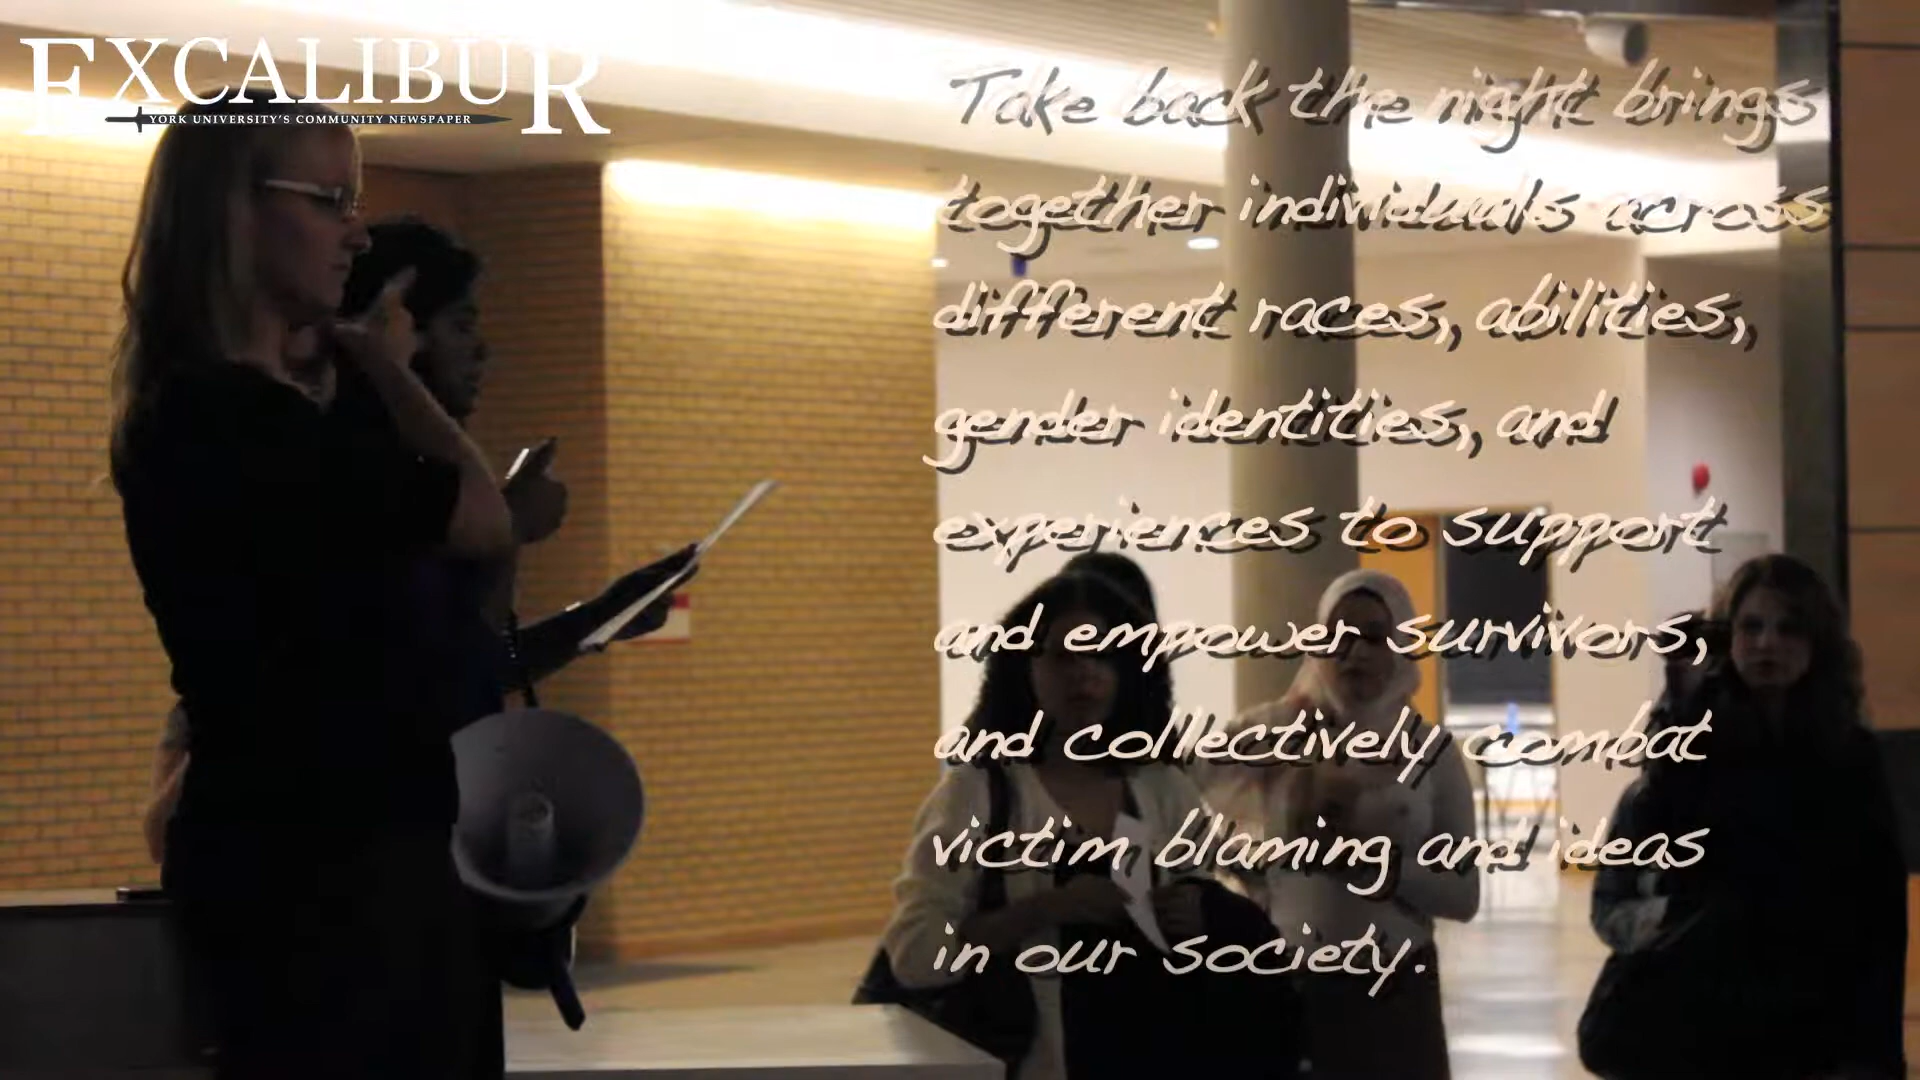 EXCALIBUR
YORK UNIVERSITY'S COMMUNITY NEWSPAPER
Take back the night brings
together individuals across
different races, abilities,
gender identities, and
experiences to support
and empower survivors,
and collectively combat
victim blaming and ideas
in our society.